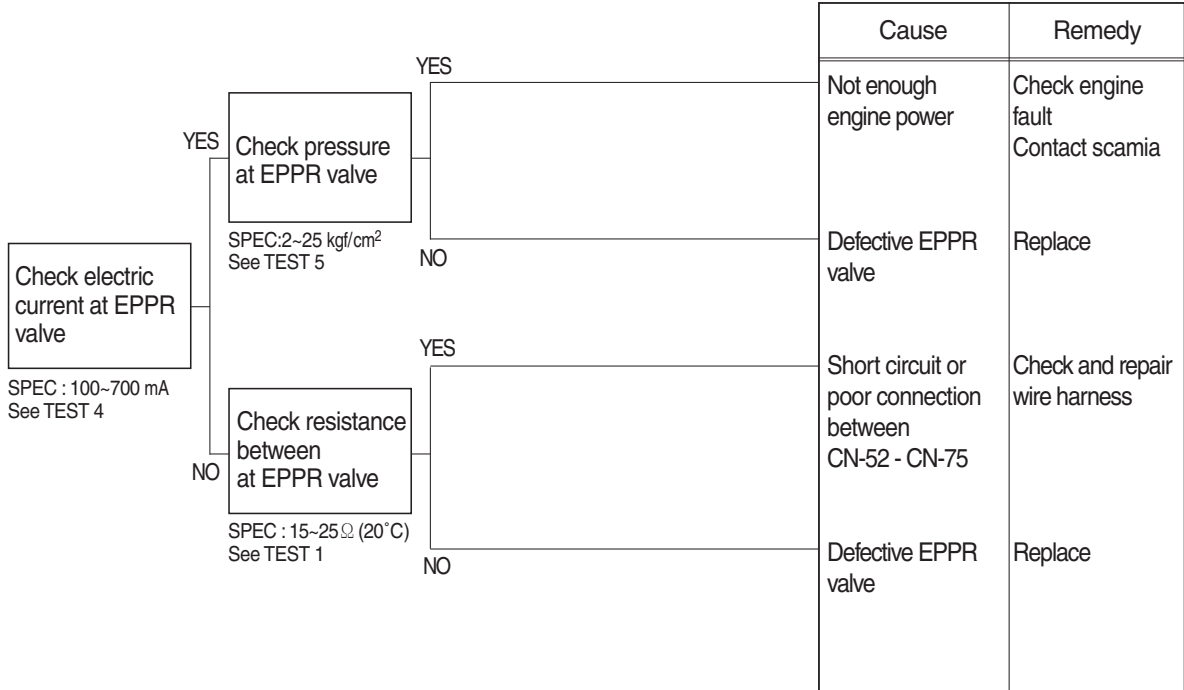 Cause
Remedy
YES
Not enough
engine power
Check engine
fault
Contact scamia
YES
Check pressure
at EPPR valve
SPEC:2~25 kgf/cm²
See TEST 5
NO
Defective EPPR
valve
Replace
Check electric
current at EPPR
valve
SPEC : 100~700 mA
See TEST 4
YES
Short circuit or
poor connection
between
CN-52 - CN-75
Check and repair
wire harness
NO
Check resistance
between
at EPPR valve
SPEC : 15~25Ω (20˚C)
See TEST 1
NO
Defective EPPR
valve
Replace